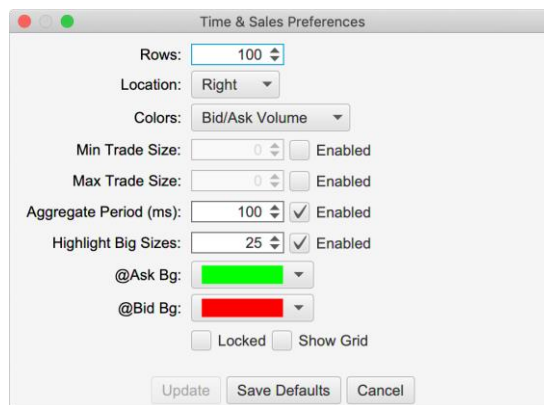 Time & Sales Preferences
Rows: 100
Location: Right
Colors: Bid/Ask Volume
Min Trade Size: 0 Enabled
Max Trade Size: 0 Enabled
Aggregate Period (ms): 100 Enabled
Highlight Big Sizes: 25 Enabled
@Ask Bg:
@Bid Bg:
Locked Show Grid
Update Save Defaults Cancel